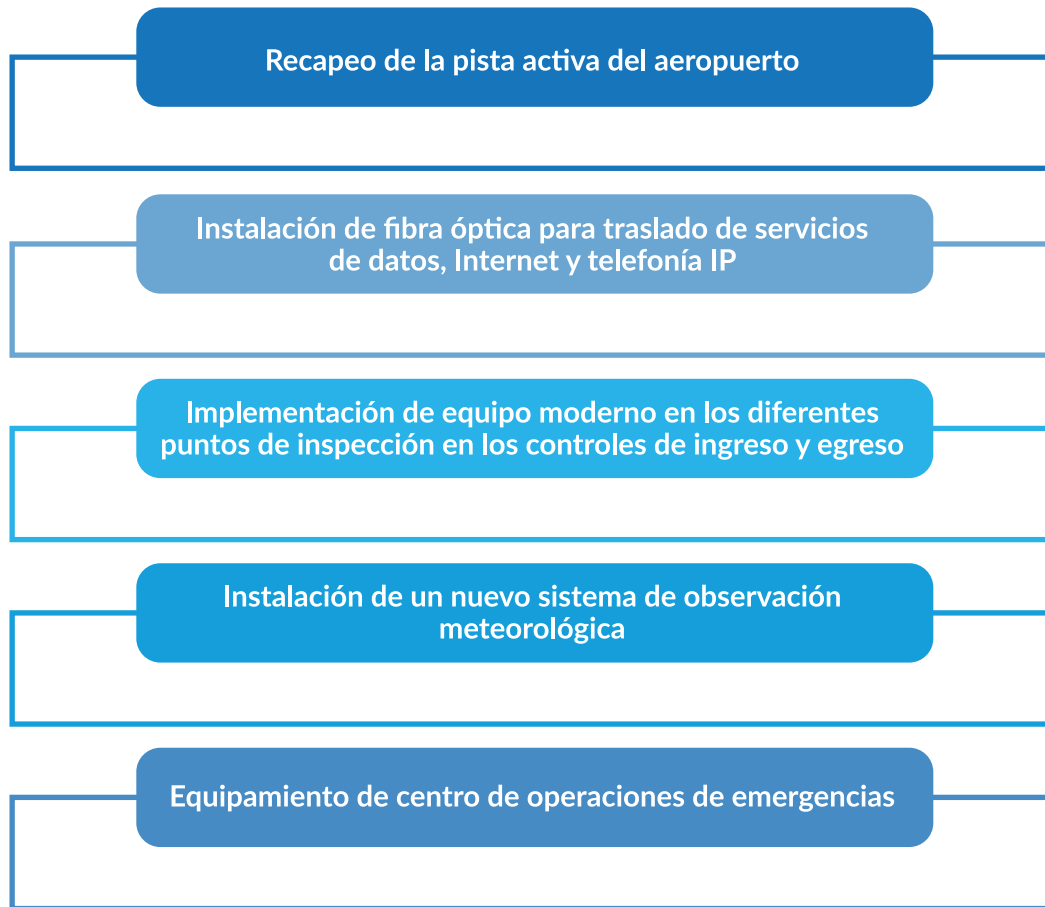 Recapeo de la pista activa del aeropuerto
Instalación de fibra óptica para traslado de servicios
de datos, Internet y telefonía IP
Implementación de equipo moderno en los diferentes
puntos de inspección en los controles de ingreso y egreso
Instalación de un nuevo sistema de observación
meteorológica
Equipamiento de centro de operaciones de emergencias